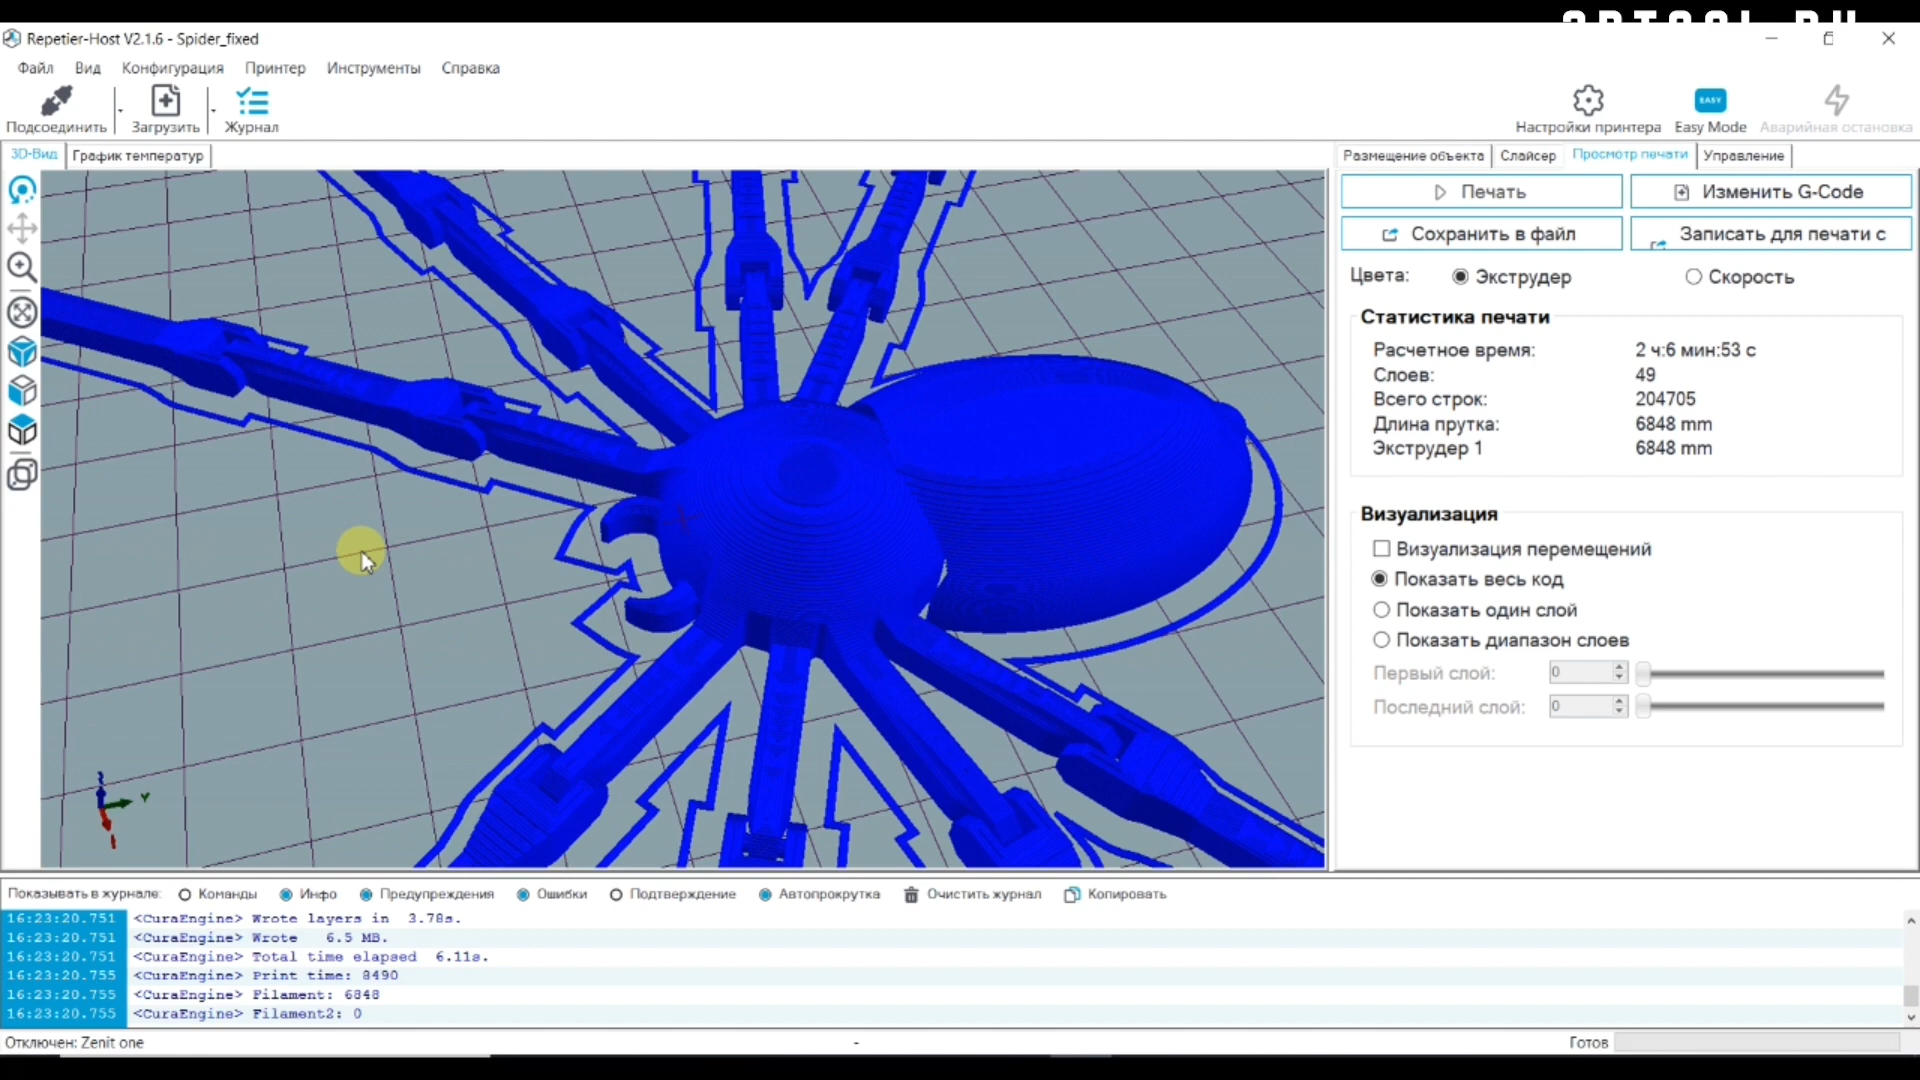 Repetier-Host V2.1.6 - Spider_fixed
Файл Вид Конфигурация Принтер Инструменты Справка
Подсоединить Загрузить Журнал Настройки принтера EASY Easy Mode Аварийная остановка
3D-Вид График температур Размещение объекта Слайсер Просмотр печати Управление
Печать Изменить G-Code
Сохранить в файл Записать для печати с
Цвета: Экструдер Скорость
Статистика печати
Расчетное время: 2 ч:6 мин:53 с
Слоев: 49
Всего строк: 204705
Длина прутка: 6848 mm
Экструдер 1 6848 mm
Визуализация
Визуализация перемещений
Показать весь код
Показать один слой
Показать диапазон слоев
Первый слой: 0
Последний слой: 0
Y
Показывать в журнале: Команды Инфо Предупреждения Ошибки Подтверждение Автопрокрутка Очистить журнал Копировать
16:23:20.751 <CuraEngine> Wrote layers in 3.78s.
16:23:20.751 <CuraEngine> Wrote 6.5 MB.
16:23:20.751 <CuraEngine> Total time elapsed 6.11s.
16:23:20.755 <CuraEngine> Print time: 8490
16:23:20.755 <CuraEngine> Filament: 6848
16:23:20.755 <CuraEngine> Filament2: 0
Отключен: Zenit one - Готов